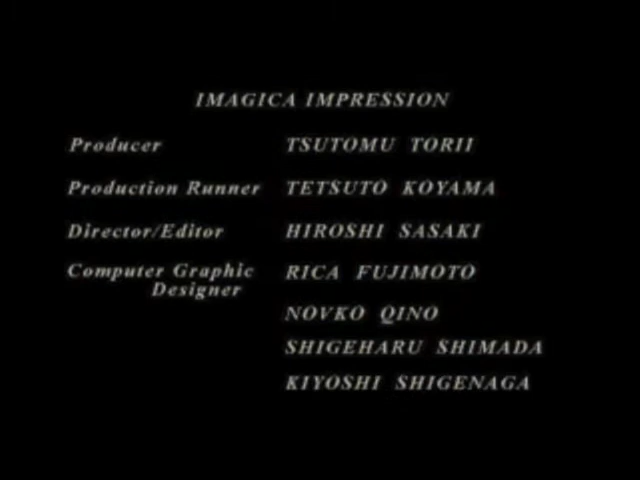 IMAGICA IMPRESSION
Producer TSUTOMU TORII
Production Runner TETSUTO KOYAMA
Director/Editor HIROSHI SASAKI
Computer Graphic RICA FUJIMOTO
Designer
NOVKO QINO
SHIGEHARU SHIMADA
KIYOSHI SHIGENAGA